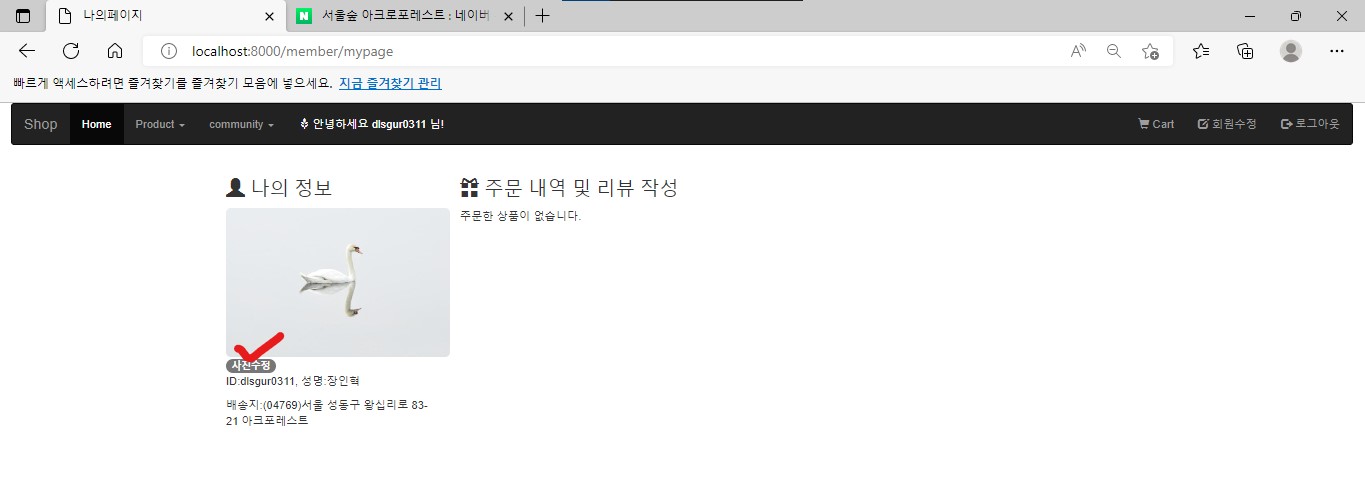 나의페이지
서울숲 아크로포레스트 : 네이버
localhost:8000/member/mypage
빠르게 액세스하려면 즐겨찾기를 즐겨찾기 모음에 넣으세요. 지금 즐겨찾기 관리
Shop Home Product community 안녕하세요 dlsgur0311 님! Cart 회원수정 로그아웃
나의 정보
사진수정
ID:dlsgur0311, 성명:장인혁
배송지:(04769)서울 성동구 왕십리로 83-
21 아크포레스트
주문 내역 및 리뷰 작성
주문한 상품이 없습니다.